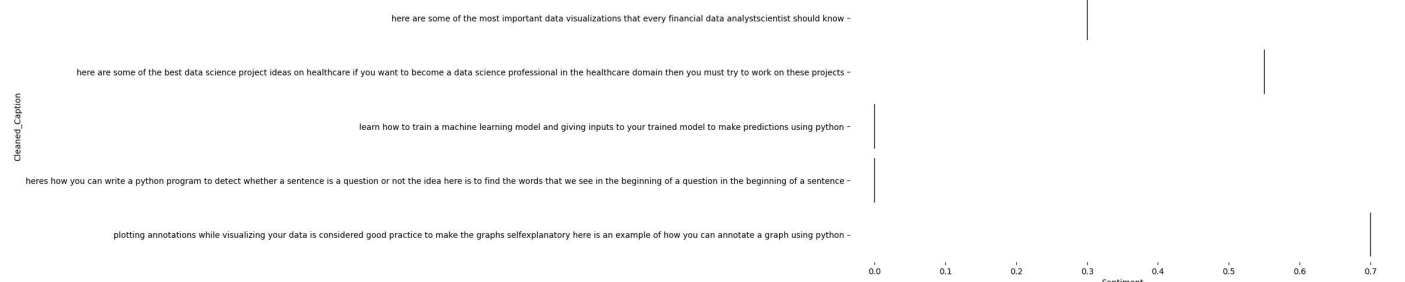 here are some of the most important data visualizations that every financial data analystscientist should know
here are some of the best data science project ideas on healthcare if you want to become a data science professional in the healthcare domain then you must try to work on these projects
Cleaned_Caption
learn how to train a machine learning model and giving inputs to your trained model to make predictions using python
heres how you can write a python program to detect whether a sentence is a question or not the idea here is to find the words that we see in the beginning of a question in the beginning of a sentence
plotting annotations while visualizing your data is considered good practice to make the graphs selfexplanatory here is an example of how you can annotate a graph using python
0.0 0.1 0.2 0.3 0.4 0.5 0.6 0.7
Sentiment